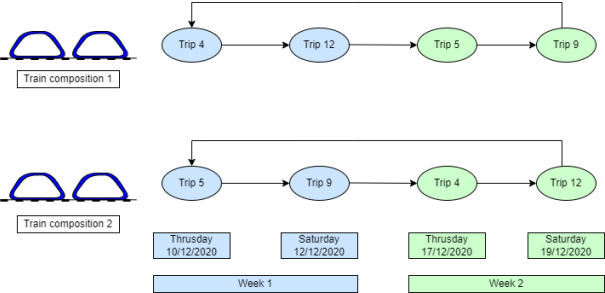 Trip 4
Trip 12
Trip 5
Trip 9
Train composition 1
Trip 5
Trip 9
Trip 4
Trip 12
Train composition 2
Thrusday
10/12/2020
Saturday
12/12/2020
Thrusday
17/12/2020
Saturday
19/12/2020
Week 1
Week 2